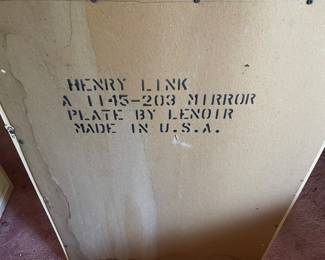 HENRY LINK
A 1145-203 MIRROR
PLATE BY LENOIR
MADE IN U.S.A.